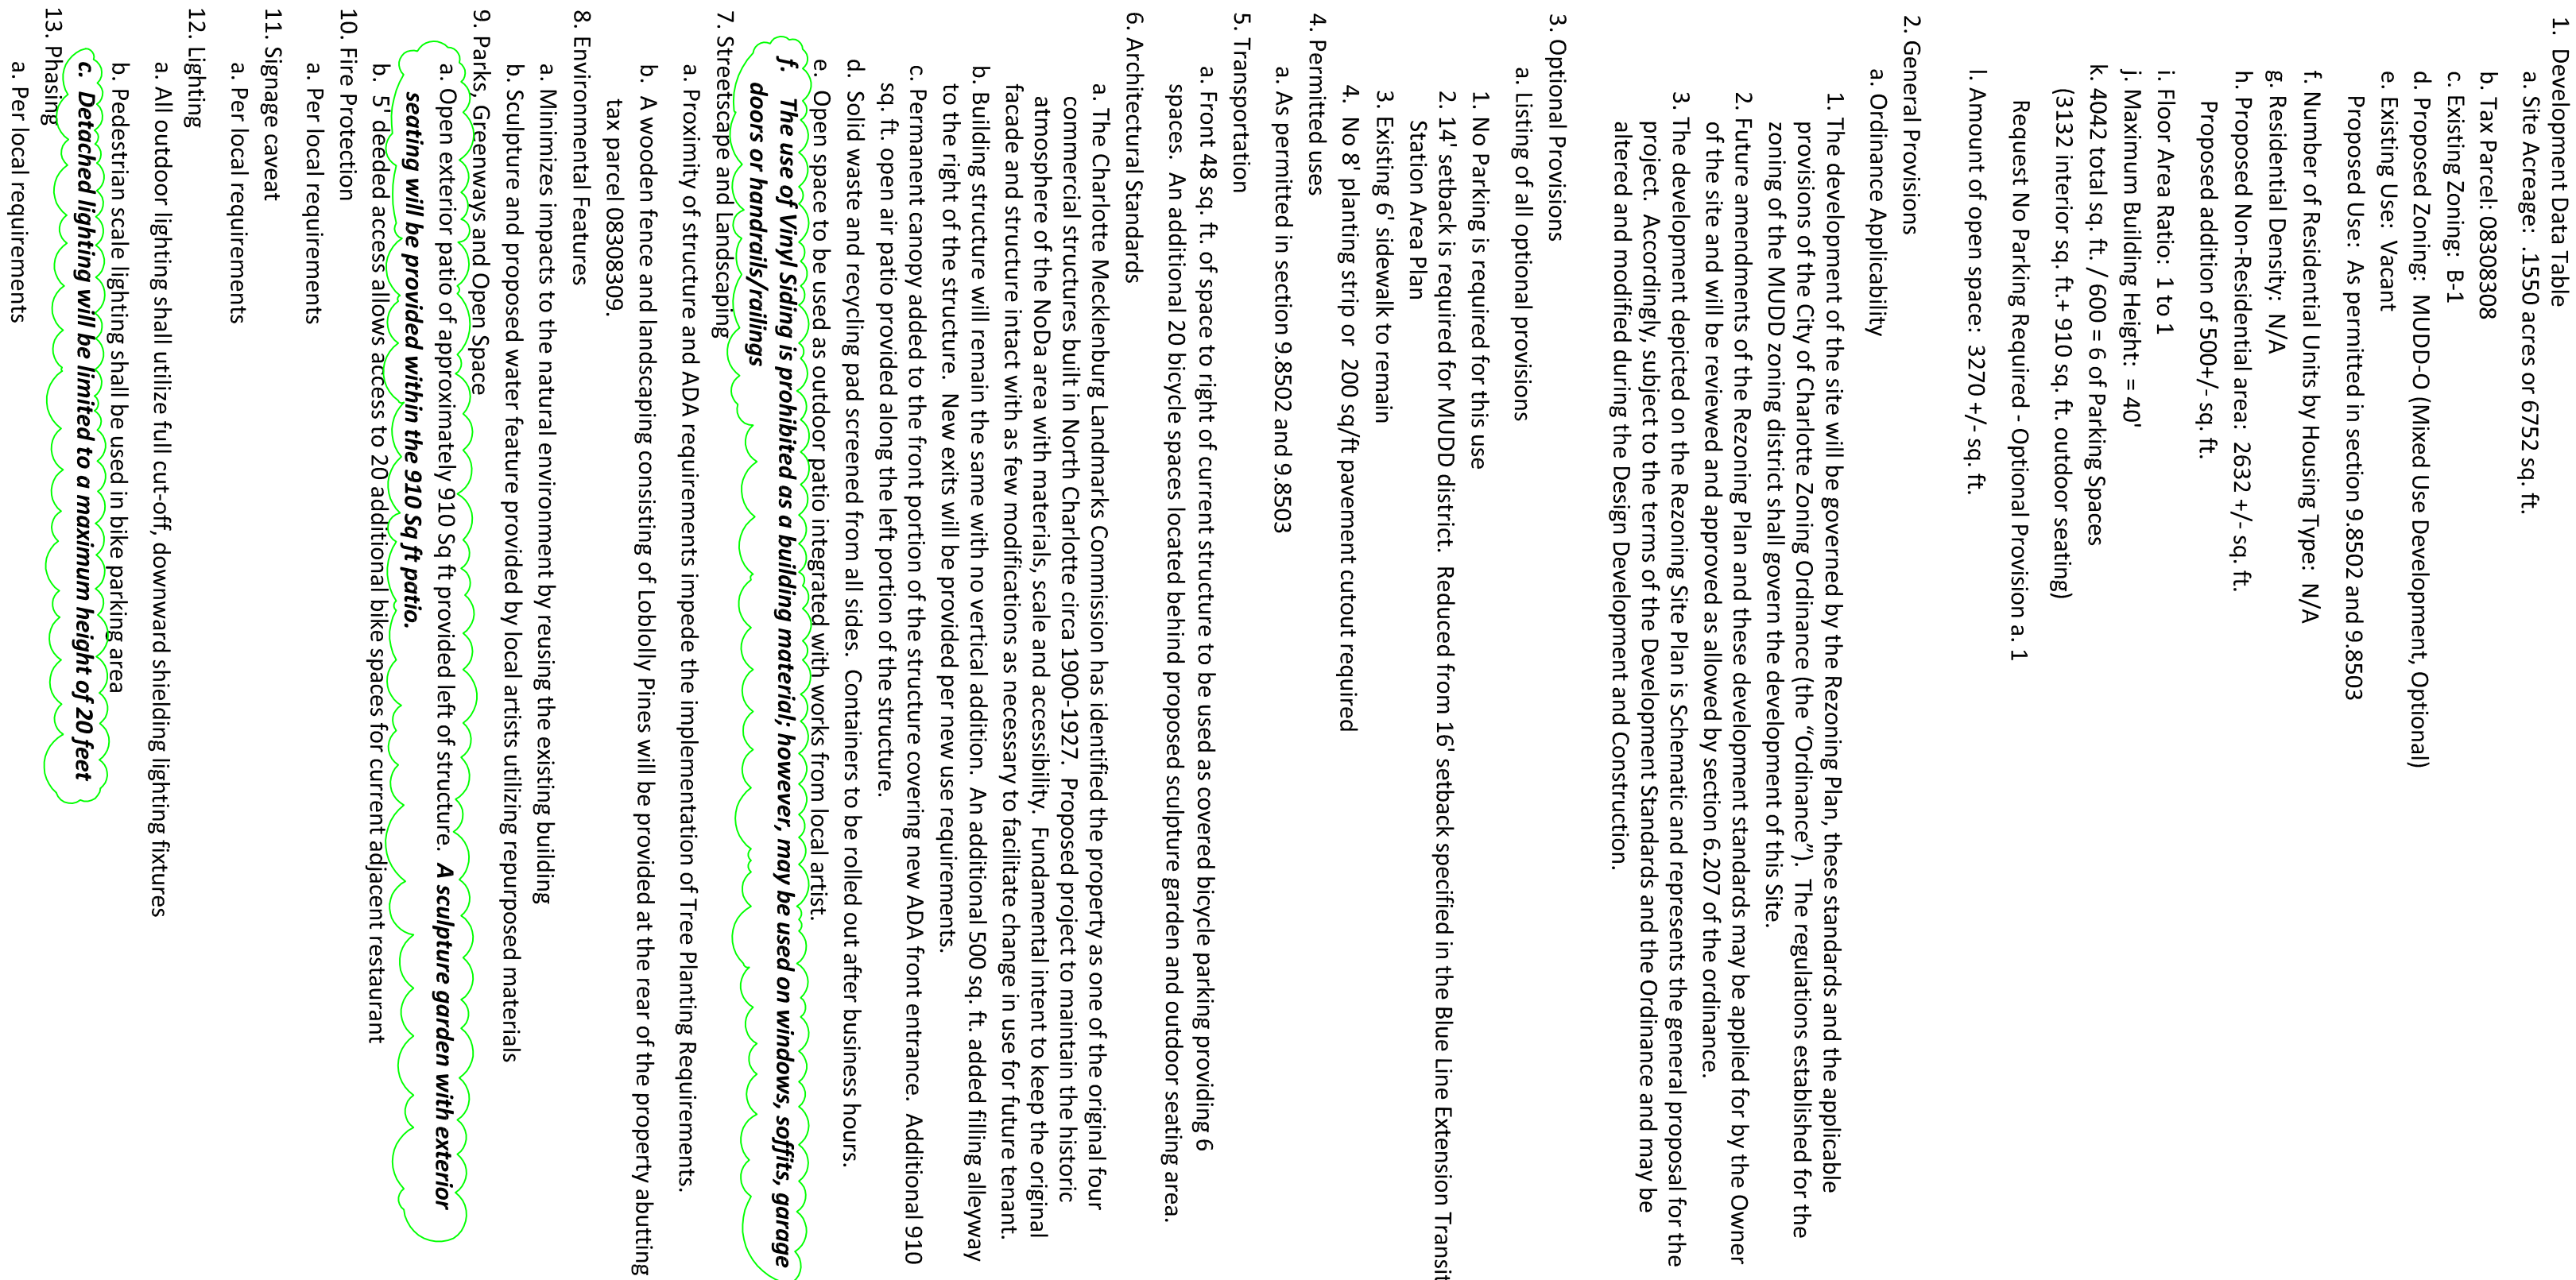 1. Development Data Table
a. Site Acreage: .1550 acres or 6752 sq. ft.
b. Tax Parcel: 08308308
c. Existing Zoning: B-1
d. Proposed Zoning: MUDD-O (Mixed Use Development, Optional)
e. Existing Use: Vacant
Proposed Use: As permitted in section 9.8502 and 9.8503
f. Number of Residential Units by Housing Type: N/A
g. Residential Density: N/A
h. Proposed Non-Residential area: 2632 +/- sq. ft.
Proposed addition of 500+/- sq. ft.
i. Floor Area Ratio: 1 to 1
j. Maximum Building Height: = 40'
k. 4042 total sq. ft. / 600 = 6 of Parking Spaces
(3132 interior sq. ft.+ 910 sq. ft. outdoor seating)
Request No Parking Required - Optional Provision a. 1
l. Amount of open space: 3270 +/- sq. ft.
2. General Provisions
a. Ordinance Applicability
1. The development of the site will be governed by the Rezoning Plan, these standards and the applicable
provisions of the City of Charlotte Zoning Ordinance (the “Ordinance”). The regulations established for the
zoning of the MUDD zoning district shall govern the development of this Site.
2. Future amendments of the Rezoning Plan and these development standards may be applied for by the Owner
of the site and will be reviewed and approved as allowed by section 6.207 of the ordinance.
3. The development depicted on the Rezoning Site Plan is Schematic and represents the general proposal for the
project. Accordingly, subject to the terms of the Development Standards and the Ordinance and may be
altered and modified during the Design Development and Construction.
3. Optional Provisions
a. Listing of all optional provisions
1. No Parking is required for this use
2. 14' setback is required for MUDD district. Reduced from 16' setback specified in the Blue Line Extension Transit
Station Area Plan
3. Existing 6' sidewalk to remain
4. No 8' planting strip or 200 sq/ft pavement cutout required
4. Permitted uses
a. As permitted in section 9.8502 and 9.8503
5. Transportation
a. Front 48 sq. ft. of space to right of current structure to be used as covered bicycle parking providing 6
spaces. An additional 20 bicycle spaces located behind proposed sculpture garden and outdoor seating area.
6. Architectural Standards
a. The Charlotte Mecklenburg Landmarks Commission has identified the property as one of the original four
commercial structures built in North Charlotte circa 1900-1927. Proposed project to maintain the historic
atmosphere of the NoDa area with materials, scale and accessibility. Fundamental intent to keep the original
facade and structure intact with as few modifications as necessary to facilitate change in use for future tenant.
b. Building structure will remain the same with no vertical addition. An additional 500 sq. ft. added filling alleyway
to the right of the structure. New exits will be provided per new use requirements.
c. Permanent canopy added to the front portion of the structure covering new ADA front entrance. Additional 910
sq. ft. open air patio provided along the left portion of the structure.
d. Solid waste and recycling pad screened from all sides. Containers to be rolled out after business hours.
e. Open space to be used as outdoor patio integrated with works from local artist.
f. The use of Vinyl Siding is prohibited as a building material; however, may be used on windows, soffits, garage
doors or handrails/railings
7. Streetscape and Landscaping
a. Proximity of structure and ADA requirements impede the implementation of Tree Planting Requirements.
b. A wooden fence and landscaping consisting of Loblolly Pines will be provided at the rear of the property abutting
tax parcel 08308309.
8. Environmental Features
a. Minimizes impacts to the natural environment by reusing the existing building
b. Sculpture and proposed water feature provided by local artists utilizing repurposed materials
9. Parks, Greenways and Open Space
a. Open exterior patio of approximately 910 Sq ft provided left of structure. A sculpture garden with exterior
seating will be provided within the 910 Sq ft patio.
b. 5' deeded access allows access to 20 additional bike spaces for current adjacent restaurant
10. Fire Protection
a. Per local requirements
11. Signage caveat
a. Per local requirements
12. Lighting
a. All outdoor lighting shall utilize full cut-off, downward shielding lighting fixtures
b. Pedestrian scale lighting shall be used in bike parking area
c. Detached lighting will be limited to a maximum height of 20 feet
13. Phasing
a. Per local requirements